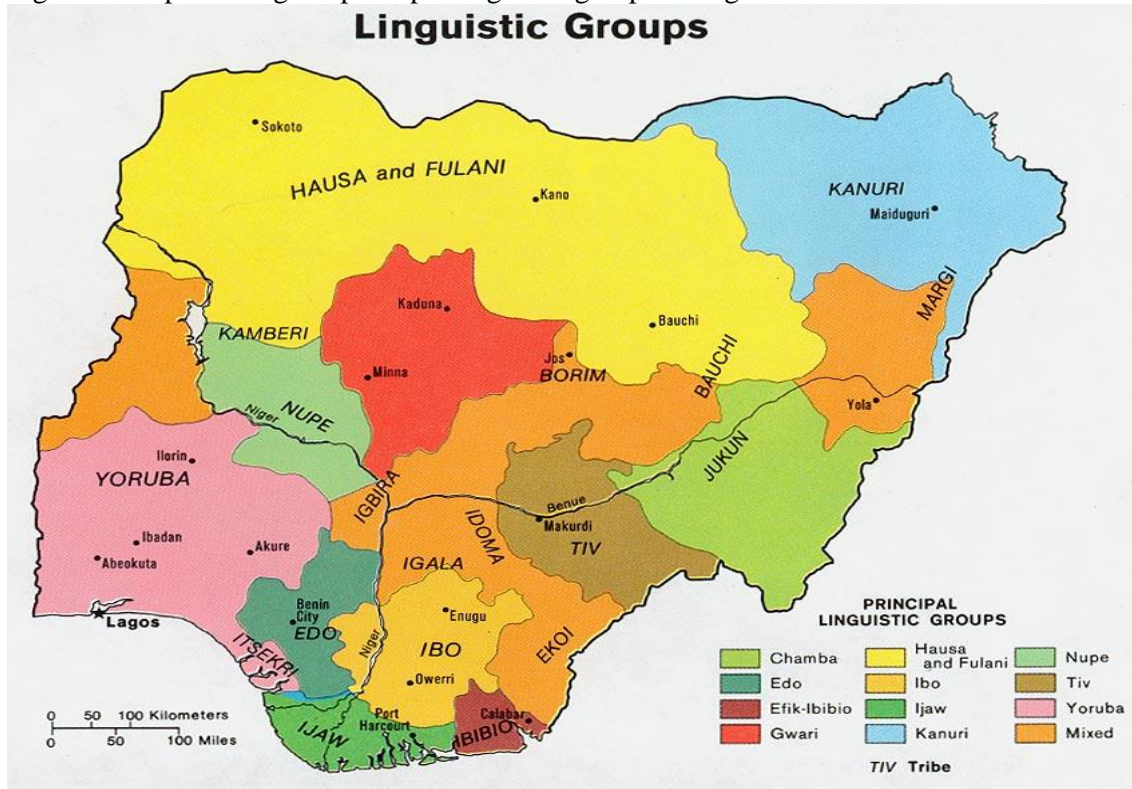 Linguistic Groups
Sokoto
HAUSA and FULANI
Kano
KANURI
Maiduguri
MARGI
Kaduna
Bauchi
KAMBERI
Jos
BORIM
BAUCHI
Minna
NUPE
Niger
Yola
Ilorin
YORUBA
JUKUN
IGBIRA
Benue
Makurdi
IDOMA
TIV
Ibadan
Akure
Abeokuta
IGALA
Lagos
Benin
City
EDO
Enugu
Niger
IBO
EKOI
ITSEKRI
Owerri
Port
Harcourt
Calabar
IBIBIO
IJAW
0 50 100 Kilometers
0 50 100 Miles
PRINCIPAL
LINGUISTIC GROUPS
Chamba
Edo
Efik-Ibibio
Gwari
Hausa
and Fulani
Ibo
Ijaw
Kanuri
Nupe
Tiv
Yoruba
Mixed
TIV Tribe